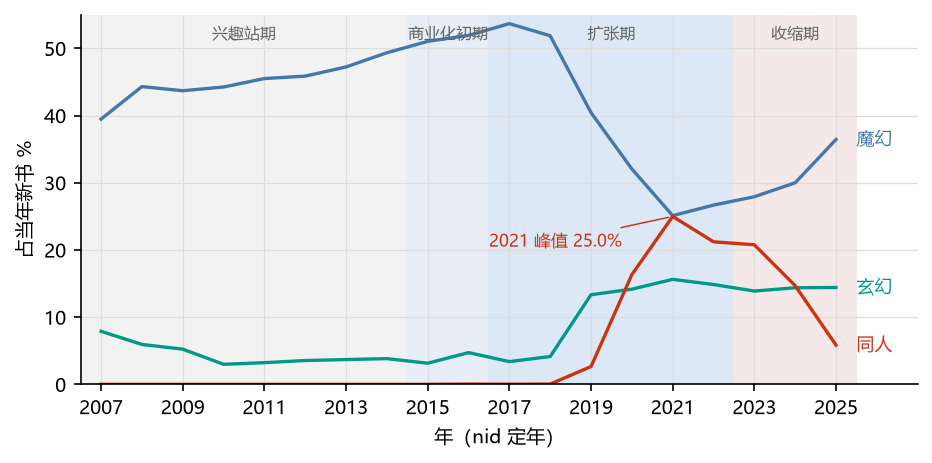 兴趣站期
商业化初期
扩张期
收缩期
占当年新书 %
50
40
30
20
10
0
魔幻
2021 峰值 25.0%
玄幻
同人
2007
2009
2011
2013
2015
2017
2019
2021
2023
2025
年 (nid 定年)